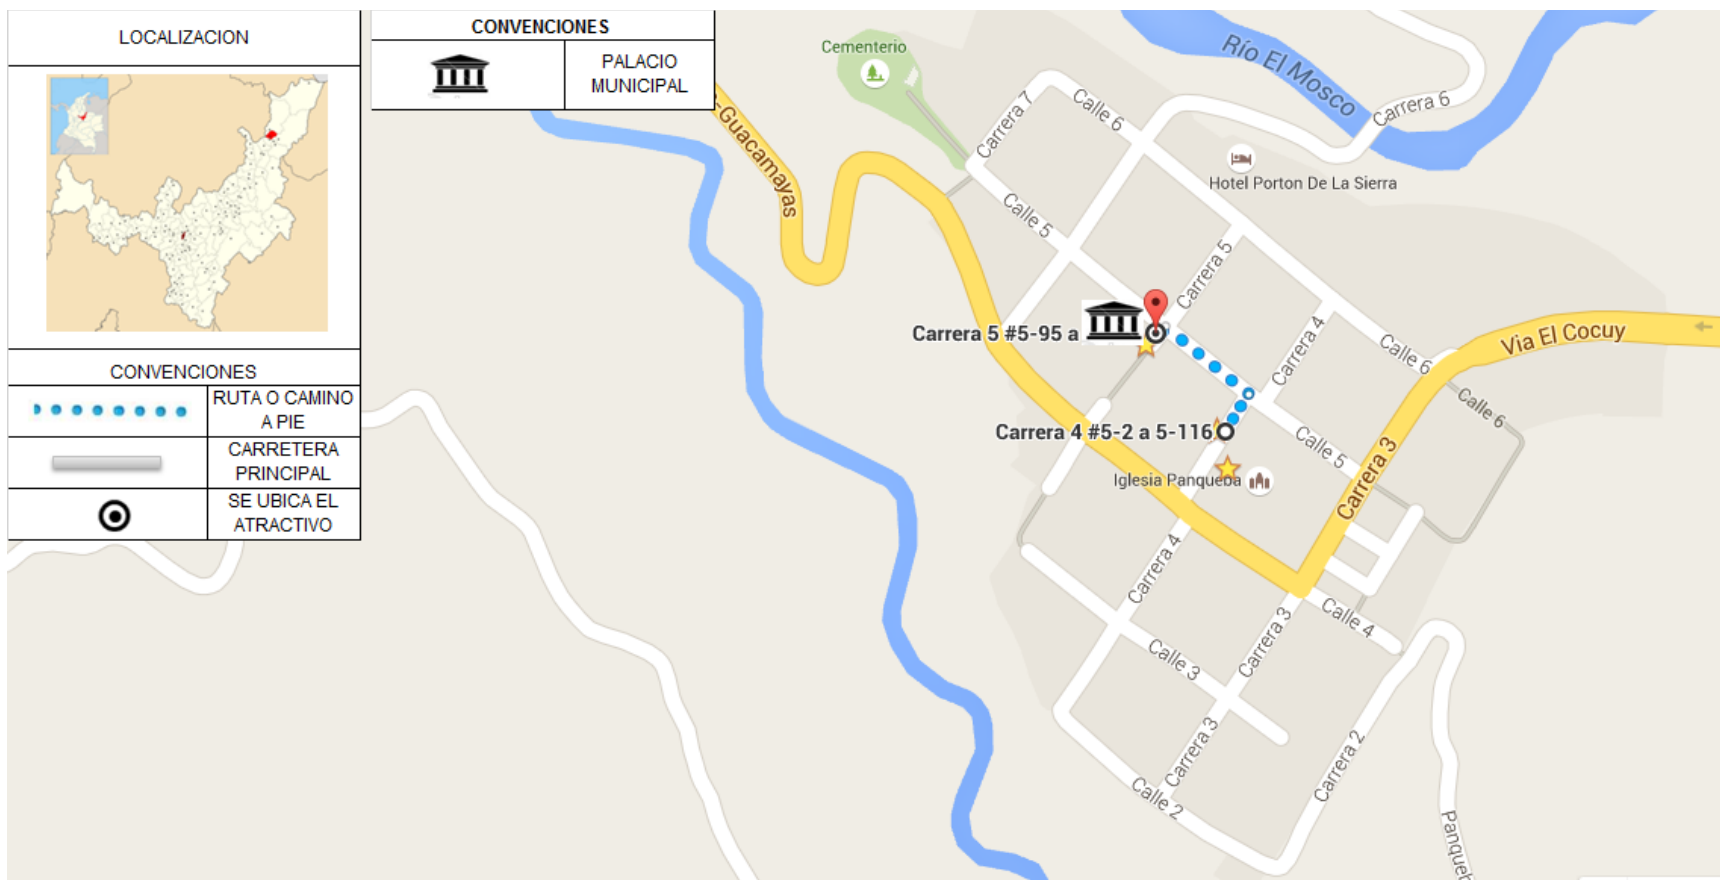 LOCALIZACION
CONVENCIONES
RUTA O CAMINO
A PIE
CARRETERA
PRINCIPAL
SE UBICA EL
ATRACTIVO
CONVENCIONES
PALACIO
MUNICIPAL
Cementerio
-Guacamayas
Carrera 7
Calle 6
Río El Mosco
Carrera 6
Hotel Porton De La Sierra
Calle 5
Carrera 5
Carrera 5 #5-95 a
Carrera 4
Calle 6
Via El Cocuy
Calle 6
Carrera 4 #5-2 a 5-116
Calle 5
Carrera 3
Iglesia Panqueba
Carrera 4
Calle 4
Carrera 3
Calle 3
Carrera 3
Carrera 2
Calle 2
Panqueb